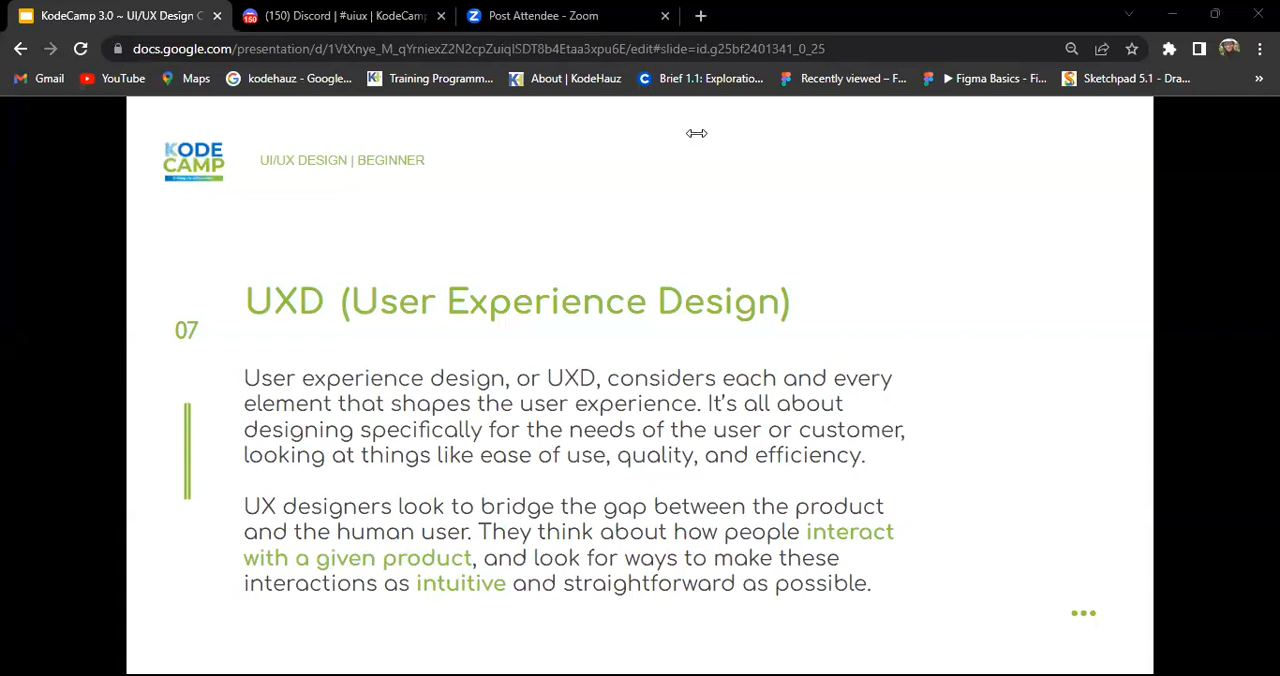 KodeCamp 3.0 ~ UI/UX Design C
(150) Discord | #uiux | KodeCamp
Post Attendee - Zoom
docs.google.com/presentation/d/1VtXnye_M_qYrniexZ2N2cpZuiqlSDT8b4Etaa3xpu6E/edit#slide=id.g25bf2401341_0_25
Gmail
YouTube
Maps
kodehauz - Google...
Training Programm...
About | KodeHauz
Brief 1.1: Exploratio...
Recently viewed – F...
▶ Figma Basics - Fi...
Sketchpad 5.1 - Dra...
»
KODE
CAMP
UI/UX DESIGN | BEGINNER
UXD (User Experience Design)
07
User experience design, or UXD, considers each and every
element that shapes the user experience. It’s all about
designing specifically for the needs of the user or customer,
looking at things like ease of use, quality, and efficiency.
UX designers look to bridge the gap between the product
and the human user. They think about how people interact
with a given product, and look for ways to make these
interactions as intuitive and straightforward as possible.